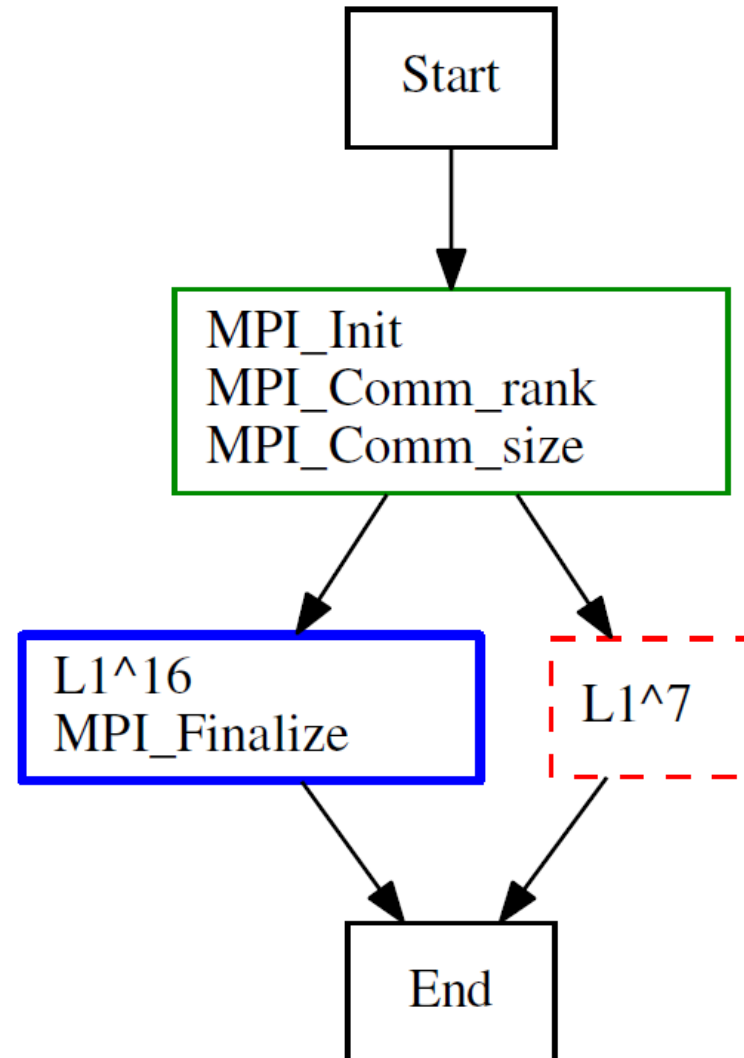 Start
MPI_Init
MPI_Comm_rank
MPI_Comm_size
L1^16
MPI_Finalize
L1^7
End